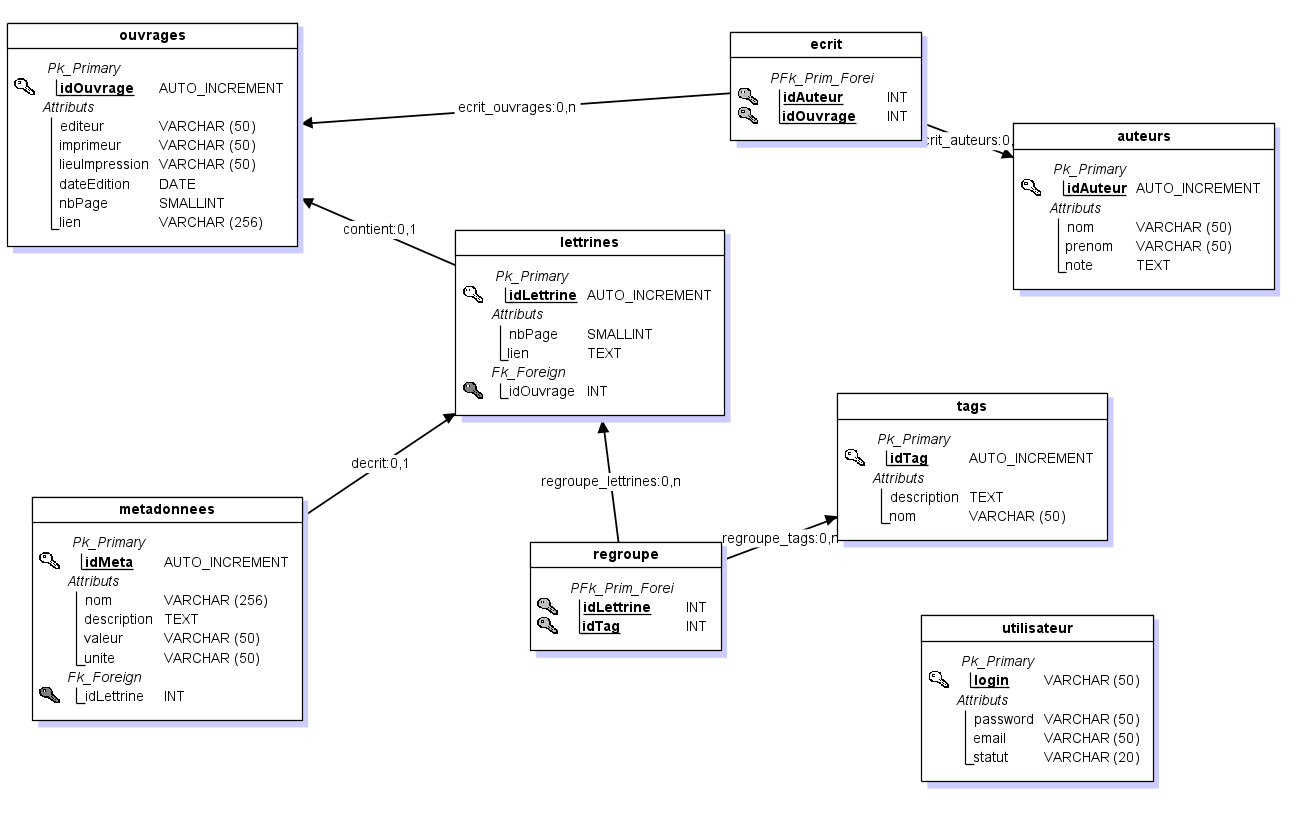 ouvrages
Pk_Primary
idOuvrage AUTO_INCREMENT
Attributs
editeur VARCHAR (50)
imprimeur VARCHAR (50)
lieuImpression VARCHAR (50)
dateEdition DATE
nbPage SMALLINT
lien VARCHAR (256)
ecrit_ouvrages:0,n
ecrit
PFk_Prim_Forei
idAuteur INT
idOuvrage INT
crit_auteurs:0,
auteurs
Pk_Primary
idAuteur AUTO_INCREMENT
Attributs
nom VARCHAR (50)
prenom VARCHAR (50)
note TEXT
contient:0,1
lettrines
Pk_Primary
idLettrine AUTO_INCREMENT
Attributs
nbPage SMALLINT
lien TEXT
Fk_Foreign
idOuvrage INT
decrit:0,1
regroupe_lettrines:0,n
tags
Pk_Primary
idTag AUTO_INCREMENT
Attributs
description TEXT
nom VARCHAR (50)
metadonnees
Pk_Primary
idMeta AUTO_INCREMENT
Attributs
nom VARCHAR (256)
description TEXT
valeur VARCHAR (50)
unite VARCHAR (50)
Fk_Foreign
idLettrine INT
regroupe_tags:0,n
regroupe
PFk_Prim_Forei
idLettrine INT
idTag INT
utilisateur
Pk_Primary
login VARCHAR (50)
Attributs
password VARCHAR (50)
email VARCHAR (50)
statut VARCHAR (20)